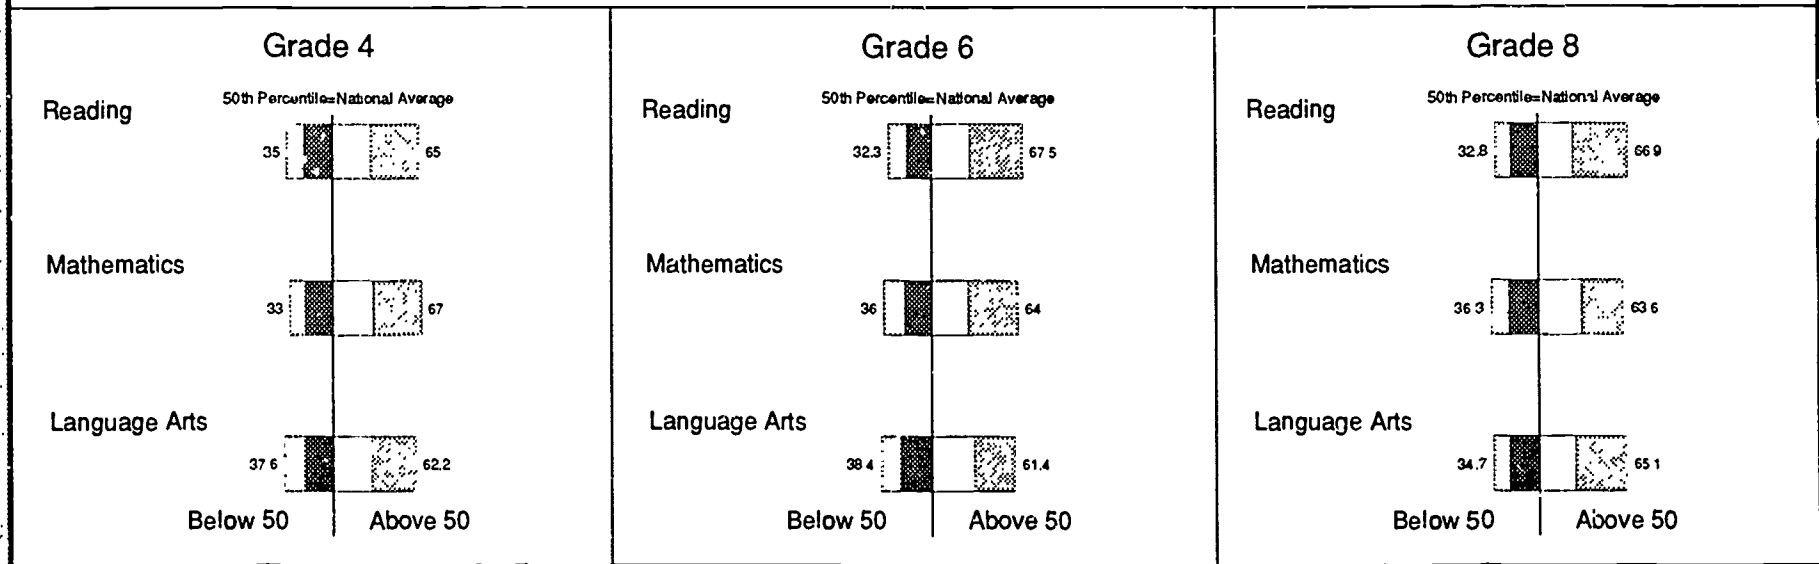 Grade 4
50th Percentile=National Average
Reading
35 65
Mathematics
33 67
Language Arts
37 6 62.2
Below 50 Above 50
Grade 6
50th Percentile=National Average
Reading
32.3 67 5
Mathematics
36 64
Language Arts
38 4 61.4
Below 50 Above 50
Grade 8
50th Percentile=National Average
Reading
32.8 66 9
Mathematics
36 3 63 6
Language Arts
34.7 65 1
Below 50 Above 50